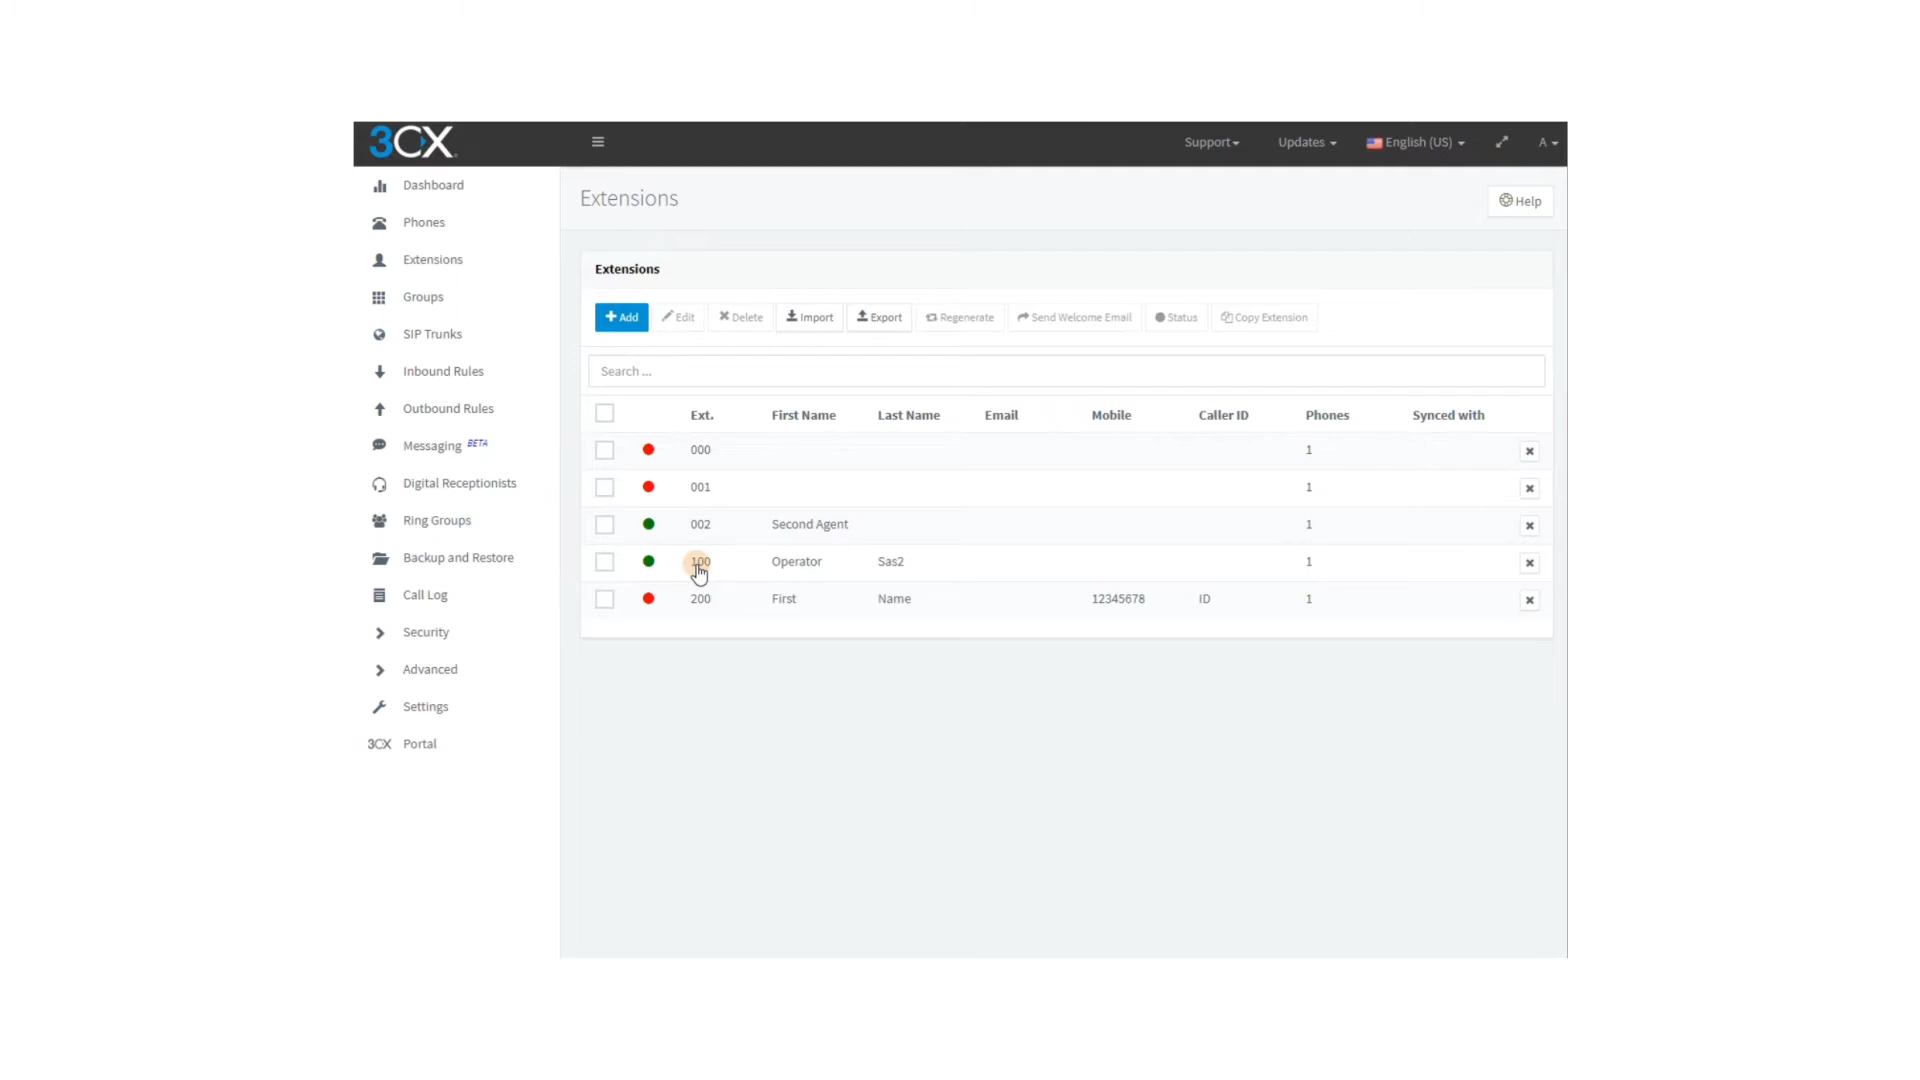 3CX
Support
Updates
English (US)
A
Dashboard
Phones
Extensions
Groups
SIP Trunks
Inbound Rules
Outbound Rules
Messaging BETA
Digital Receptionists
Ring Groups
Backup and Restore
Call Log
Security
Advanced
Settings
3CX Portal
Extensions
Help
Extensions
Add Edit Delete Import Export Regenerate Send Welcome Email Status Copy Extension
Search ...
Ext. First Name Last Name Email Mobile Caller ID Phones Synced with
000 1
001 1
002 Second Agent 1
100 Operator Sas2 1
200 First Name 12345678 ID 1